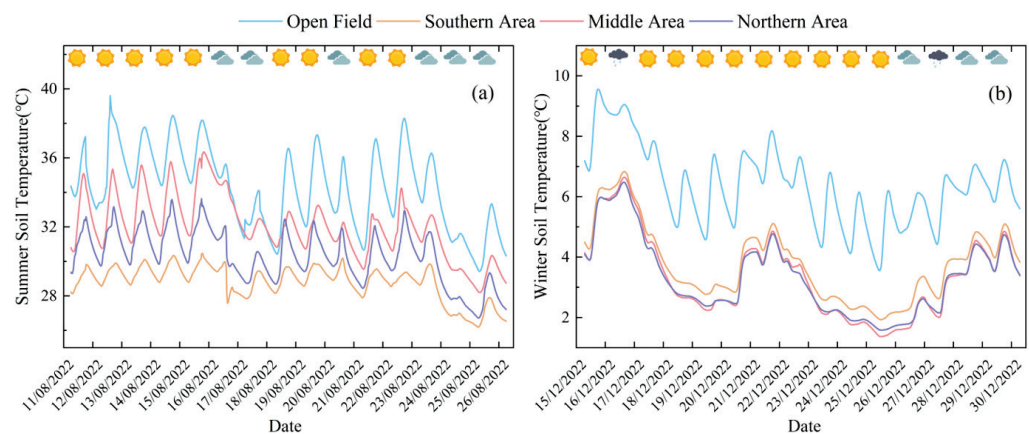 Open Field Southern Area Middle Area Northern Area
(a)
Summer Soil Temperature(°C)
40
36
32
28
11/08/2022 12/08/2022 13/08/2022 14/08/2022 15/08/2022 16/08/2022 17/08/2022 18/08/2022 19/08/2022 20/08/2022 21/08/2022 22/08/2022 23/08/2022 24/08/2022 25/08/2022 26/08/2022
Date
(b)
Winter Soil Temperature(°C)
10
8
6
4
2
15/12/2022 16/12/2022 17/12/2022 18/12/2022 19/12/2022 20/12/2022 21/12/2022 22/12/2022 23/12/2022 24/12/2022 25/12/2022 26/12/2022 27/12/2022 28/12/2022 29/12/2022 30/12/2022
Date